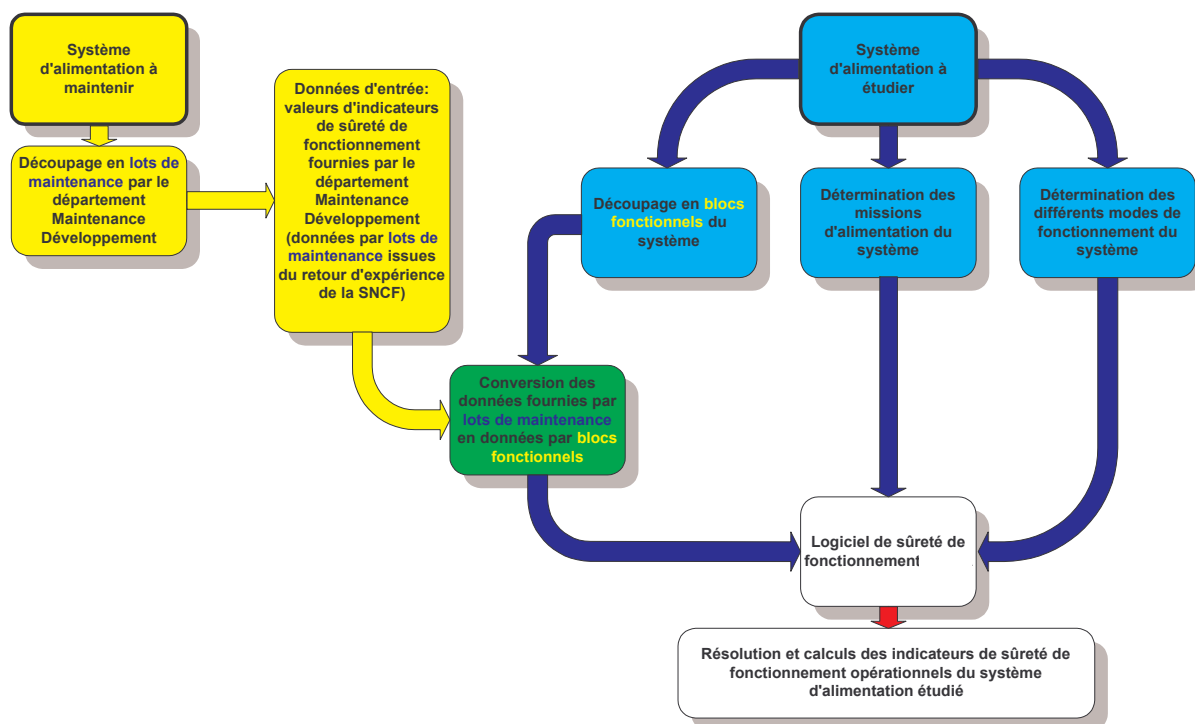 Système
d'alimentation à
maintenir
Découpage en lots de
maintenance par le
département
Maintenance
Développement
Données d'entrée:
valeurs d'indicateurs
de sûreté de
fonctionnement
fournies par le
département
Maintenance
Développement
(données par lots de
maintenance issues
du retour d'expérience
de la SNCF)
Système
d'alimentation à
étudier
Découpage en blocs
fonctionnels du
système
Détermination des
missions
d'alimentation du
système
Détermination des
différents modes de
fonctionnement du
système
Conversion des
données fournies par
lots de maintenance
en données par blocs
fonctionnels
Logiciel de sûreté de
fonctionnement
Résolution et calculs des indicateurs de sûreté de
fonctionnement opérationnels du système
d'alimentation étudié